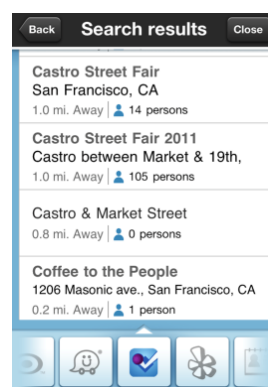 Back Search results Close
Castro Street Fair
San Francisco, CA
1.0 mi. Away 14 persons
Castro Street Fair 2011
Castro between Market & 19th,
1.0 mi. Away 105 persons
Castro & Market Street
0.8 mi. Away 0 persons
Coffee to the People
1206 Masonic ave., San Francisco, CA
0.2 mi. Away 1 person